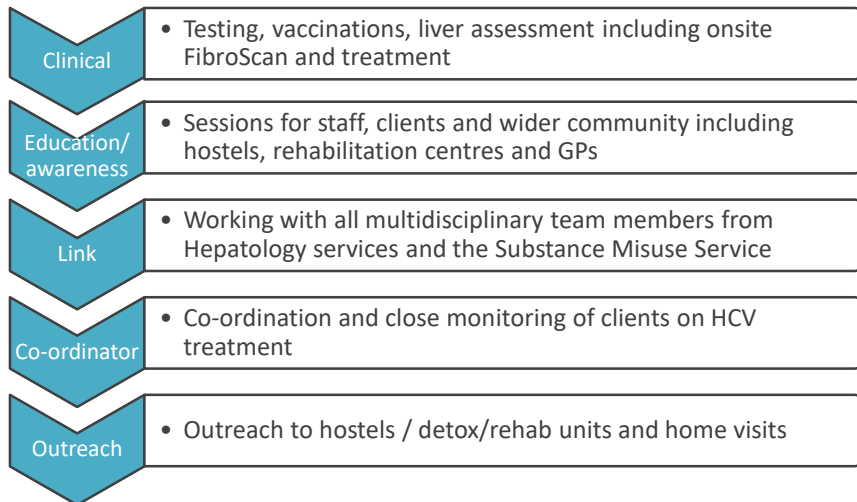 Clinical
• Testing, vaccinations, liver assessment including onsite
FibroScan and treatment
Education/
awareness
• Sessions for staff, clients and wider community including
hostels, rehabilitation centres and GPs
Link
• Working with all multidisciplinary team members from
Hepatology services and the Substance Misuse Service
Co-ordinator
• Co-ordination and close monitoring of clients on HCV
treatment
Outreach
• Outreach to hostels / detox/rehab units and home visits